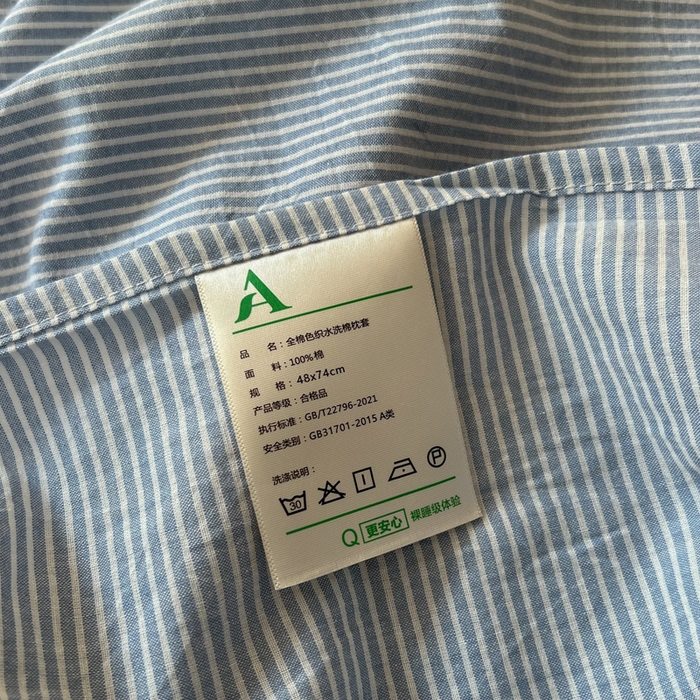 A
品 名：全棉色织水洗棉枕套
面 料：100%棉
规 格：48x74cm
产品等级：合格品
执行标准：GB/T22796-2021
安全类别：GB31701-2015 A类
洗涤说明：
30 P
Q 更安心 裸睡级体验